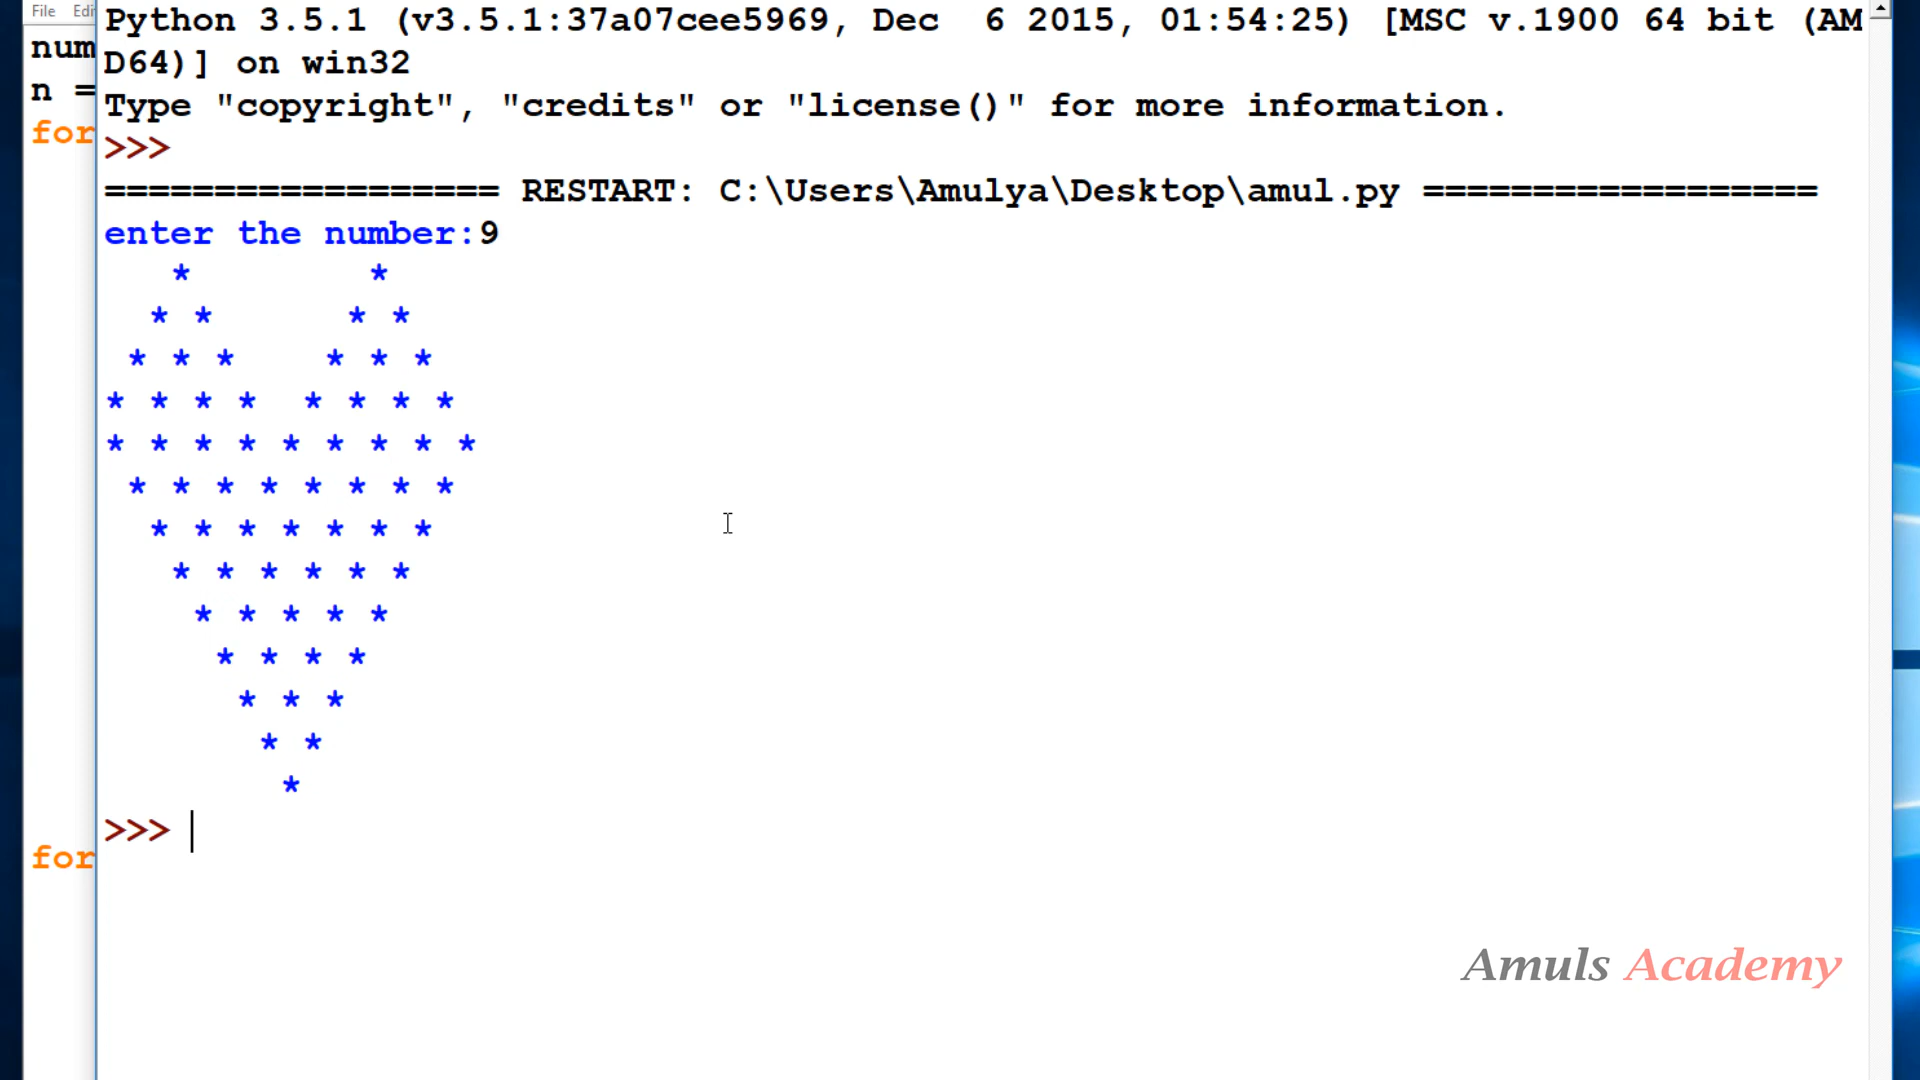 File Edi
num
n =
for
for
Python 3.5.1 (v3.5.1:37a07cee5969, Dec  6 2015, 01:54:25) [MSC v.1900 64 bit (AM
D64)] on win32
Type "copyright", "credits" or "license()" for more information.
>>>
================== RESTART: C:\Users\Amulya\Desktop\amul.py ==================
enter the number:9
   *        *
  * *      * *
 * * *    * * *
* * * *  * * * *
* * * * * * * * *
 * * * * * * * *
  * * * * * * *
   * * * * * *
    * * * * *
     * * * *
      * * *
       * *
        *
>>>
Amuls Academy